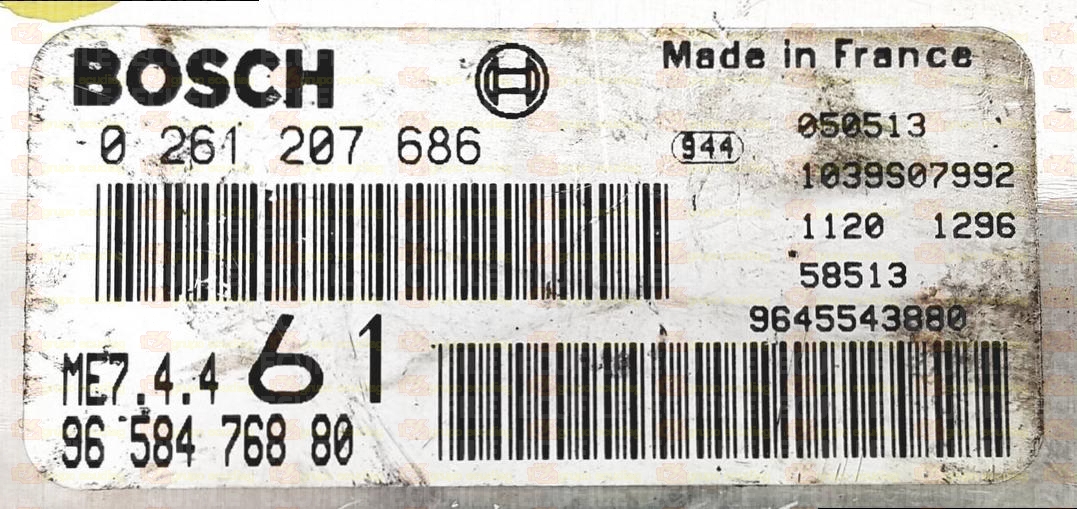 BOSCH
Made in France
0 261 207 686
944
050513
1039S07992
1120 1296
58513
9645543880
ME7.4.4 61
96 584 768 80